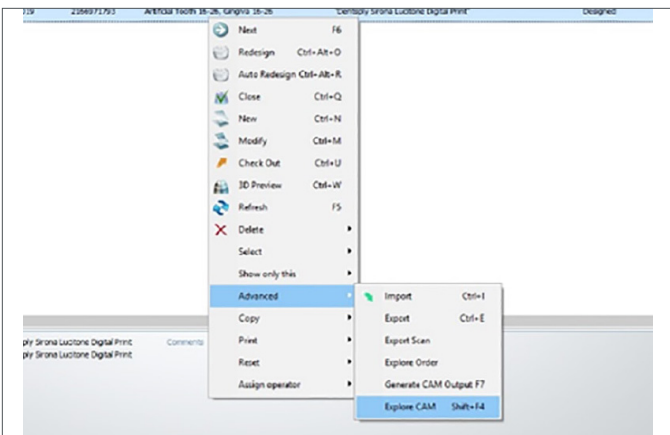 2166971793 Artificial Tooth 16-26, Gingiva 16-26 "Dentsply Sirona Lucitone Digital Print" Designed
Next F6
Redesign Ctrl+Alt+O
Auto Redesign Ctrl+Alt+R
Close Ctrl+Q
New Ctrl+N
Modify Ctrl+M
Check Out Ctrl+U
3D Preview Ctrl+W
Refresh F5
Delete
Select
Show only this
Advanced
Import Ctrl+I
Copy
Export Ctrl+E
Print
Export Scan
Reset
Explore Order
Assign operator
Generate CAM Output F7
Explore CAM Shift+F4
ply Sirona Lucitone Digital Print Comments
ply Sirona Lucitone Digital Print